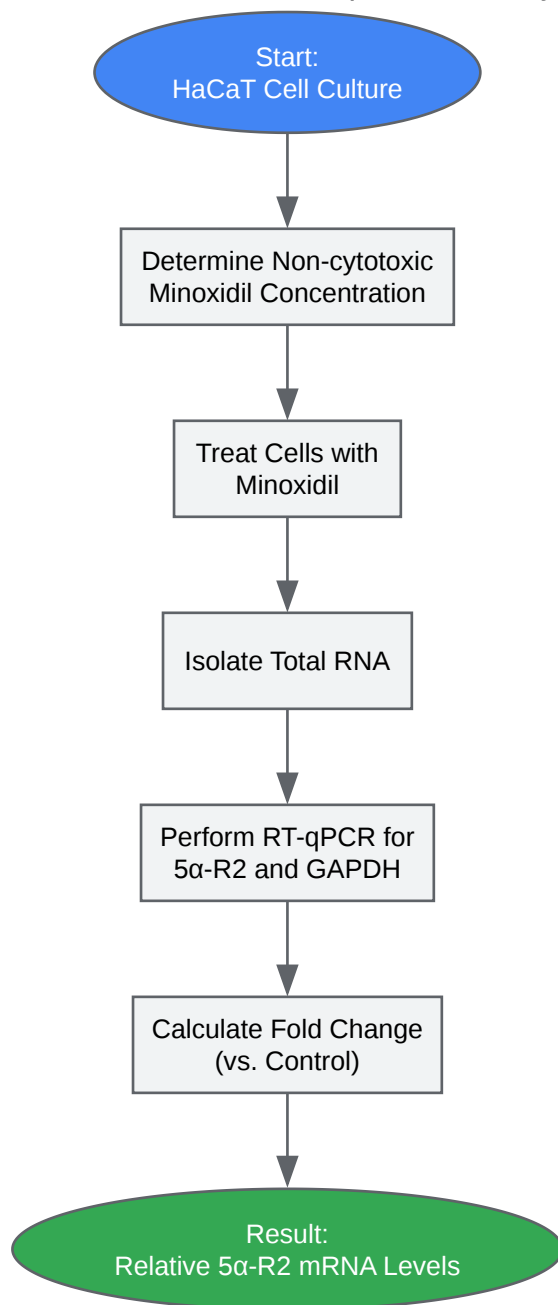 Start:
HaCaT Cell Culture
Determine Non-cytotoxic
Minoxidil Concentration
Treat Cells with
Minoxidil
Isolate Total RNA
Perform RT-qPCR for
5α-R2 and GAPDH
Calculate Fold Change
(vs. Control)
Result:
Relative 5α-R2 mRNA Levels